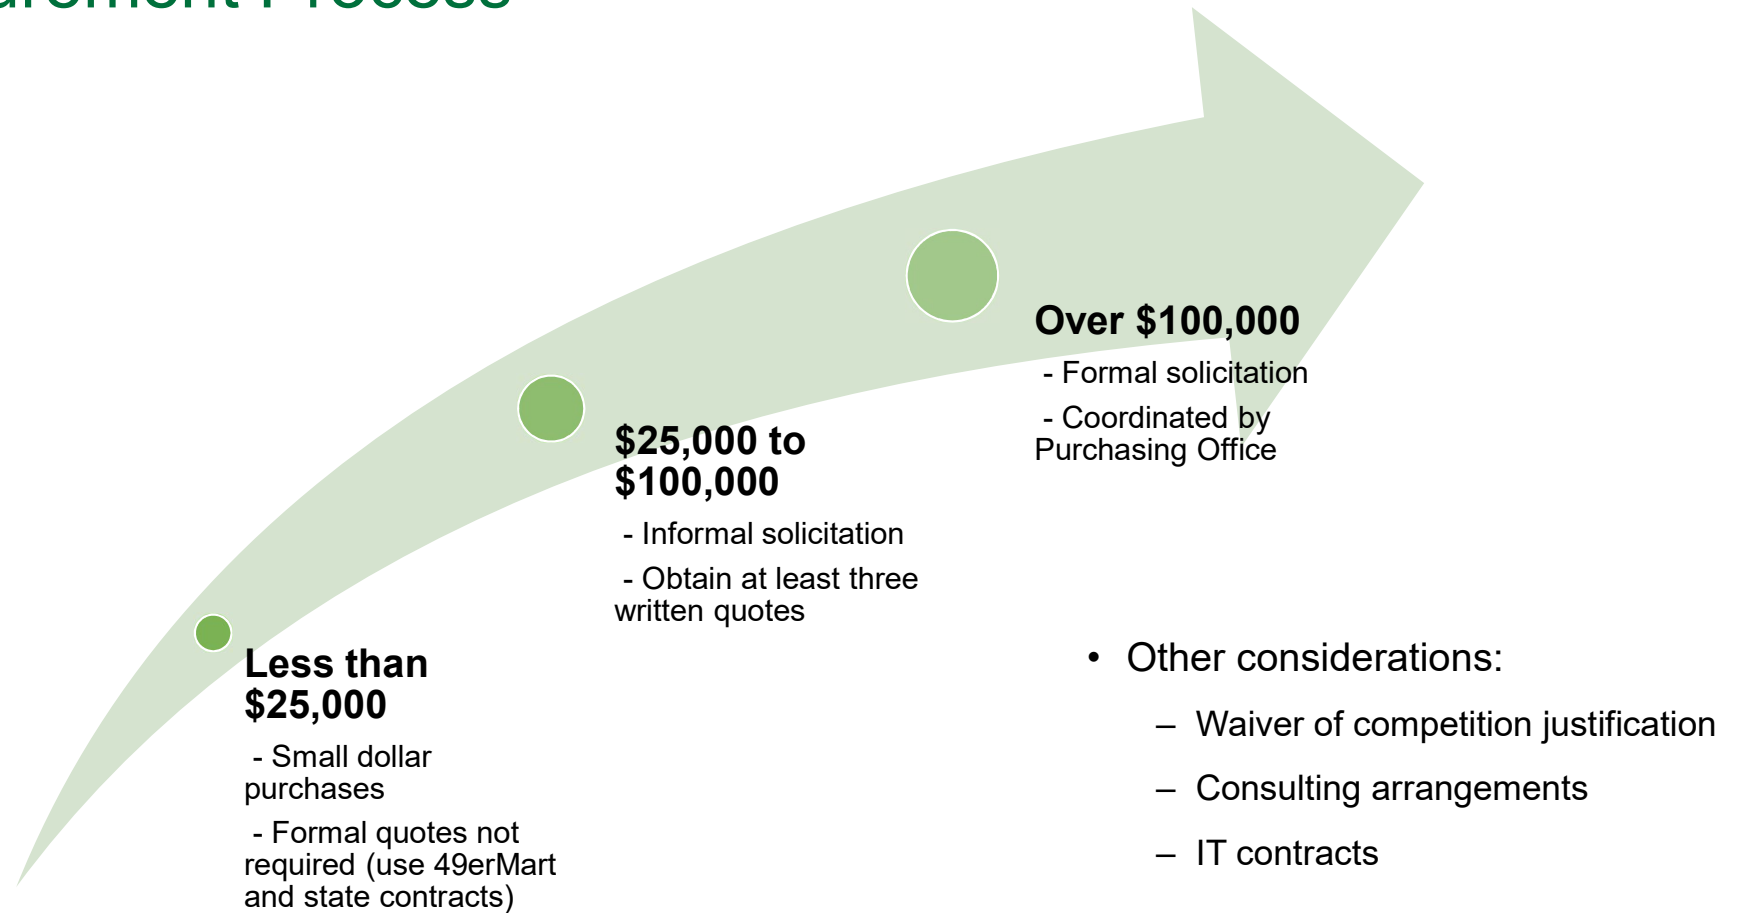 Process
Less than
$25,000
- Small dollar
purchases
- Formal quotes not
required (use 49erMart
and state contracts)
$25,000 to
$100,000
- Informal solicitation
- Obtain at least three
written quotes
Over $100,000
- Formal solicitation
- Coordinated by
Purchasing Office
• Other considerations:
– Waiver of competition justification
– Consulting arrangements
– IT contracts